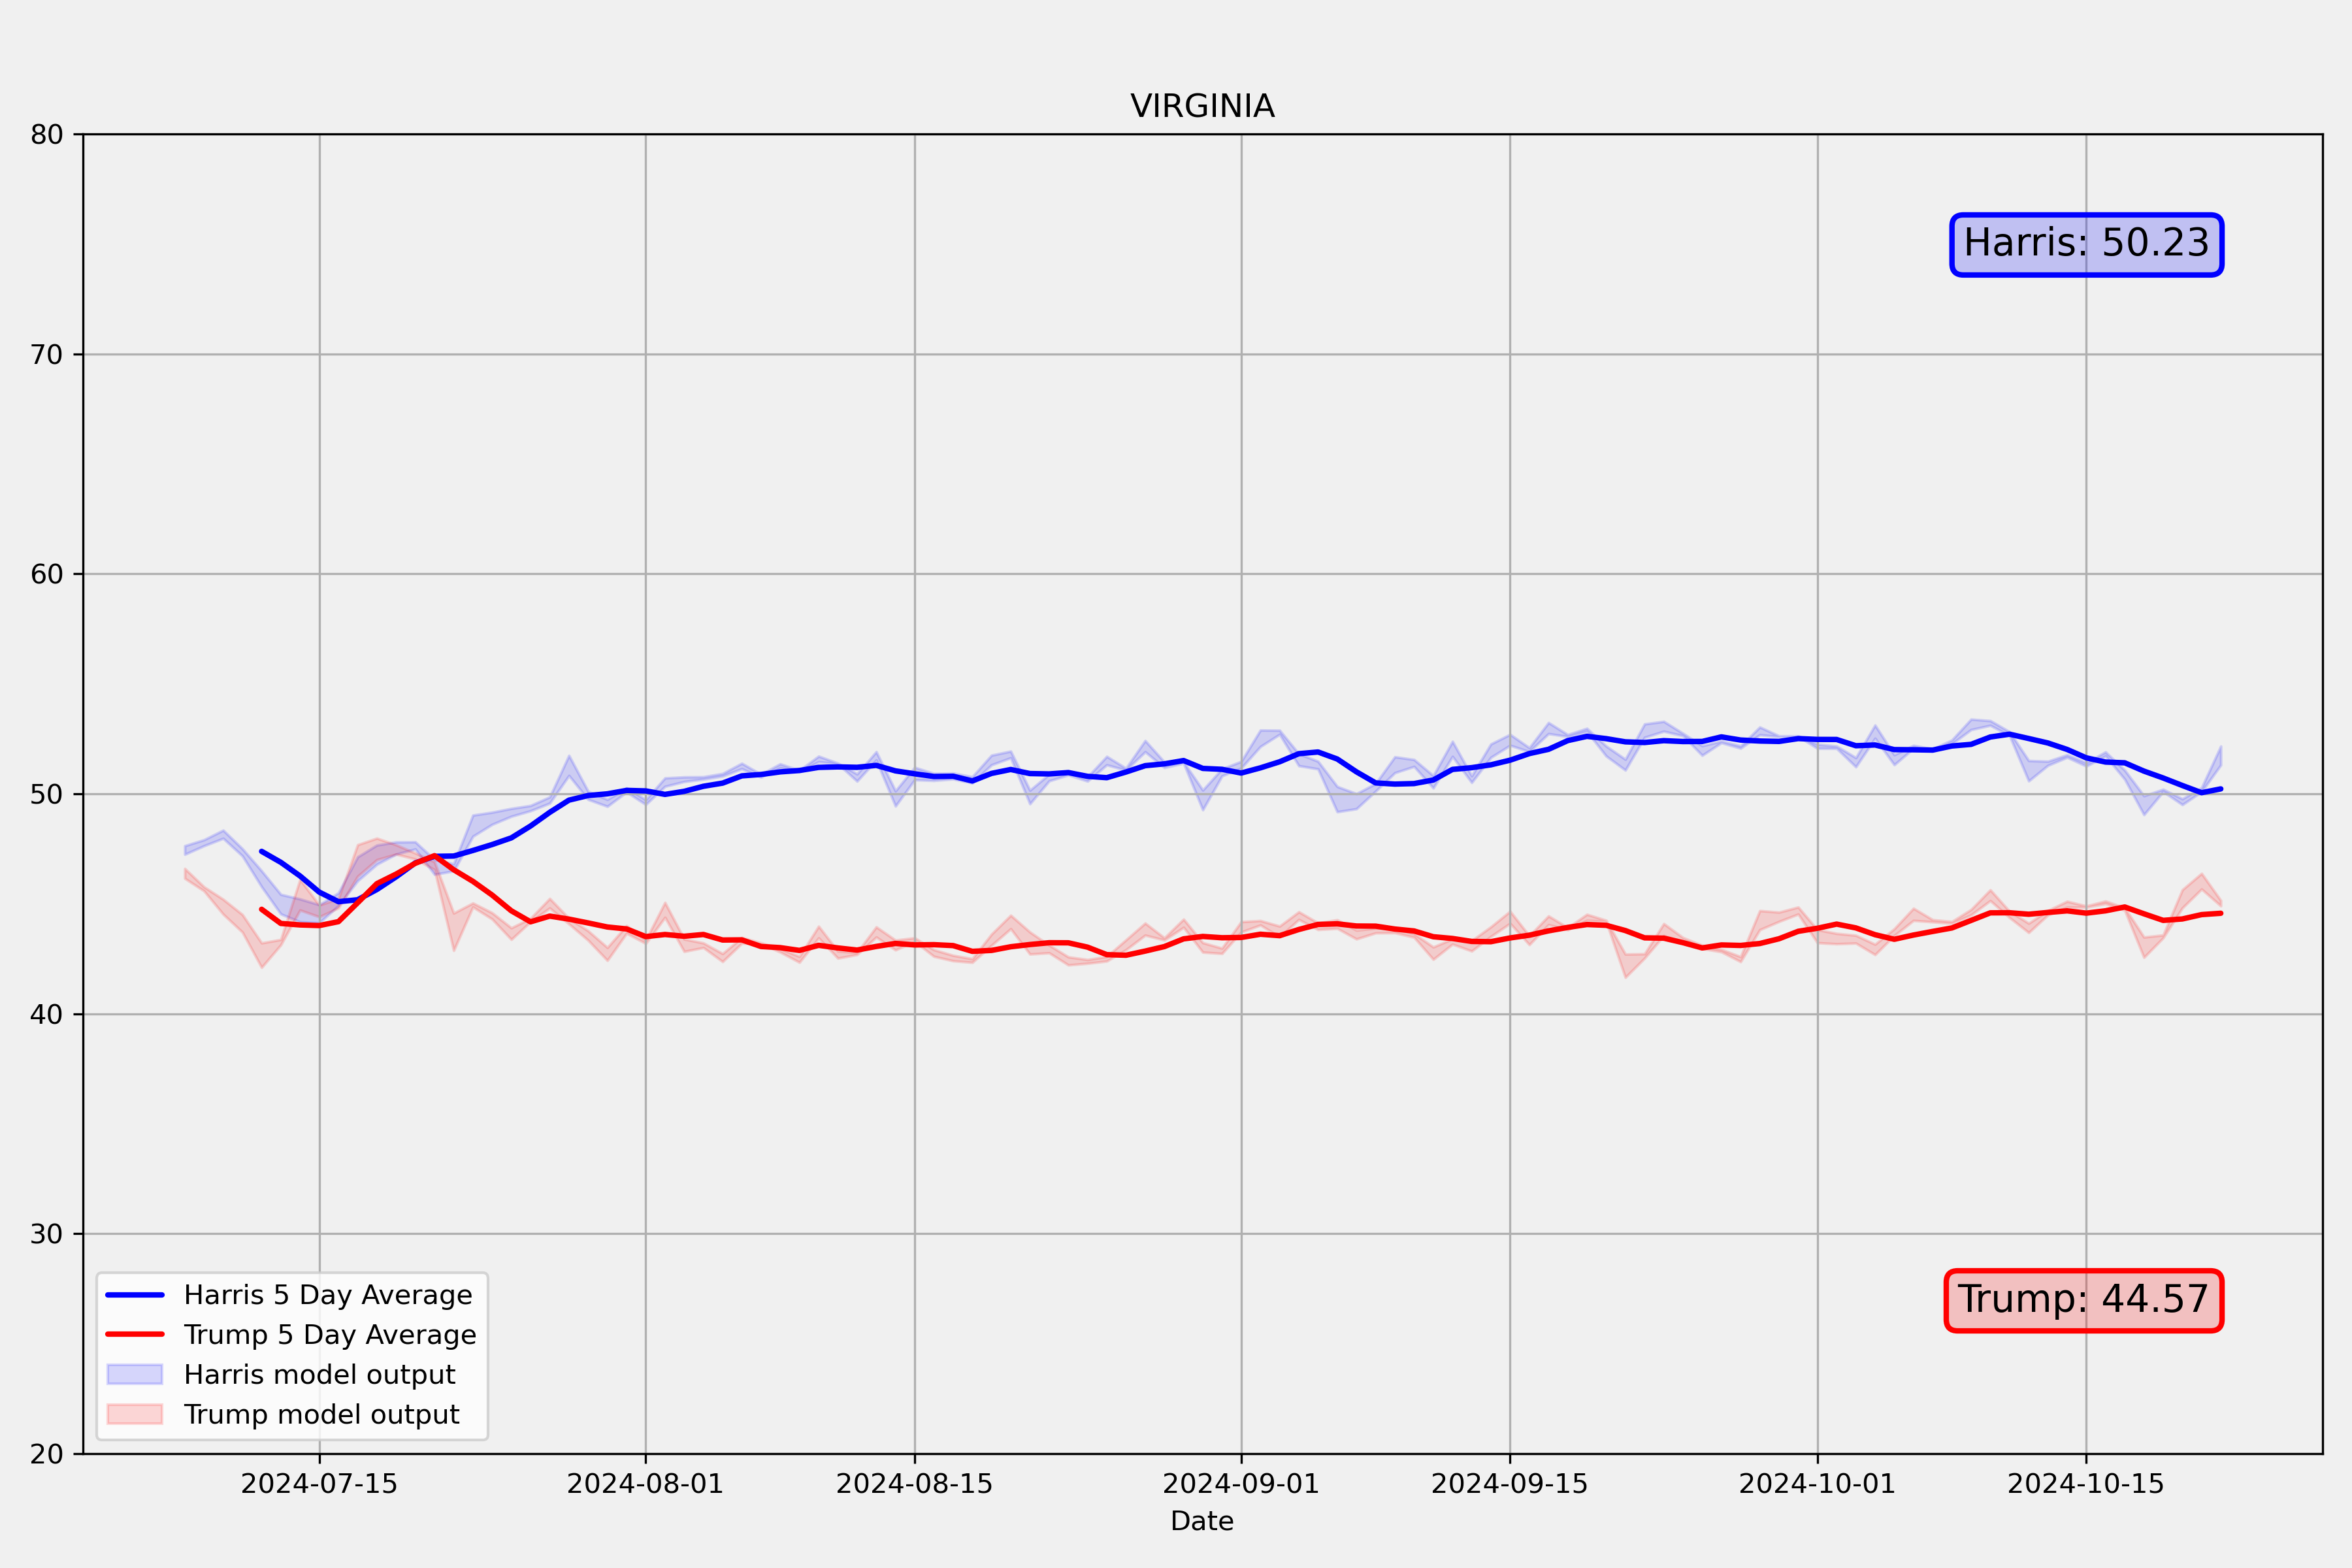 VIRGINIA
80
70
60
50
40
30
20
Harris: 50.23
Trump: 44.57
Harris 5 Day Average
Trump 5 Day Average
Harris model output
Trump model output
2024-07-15
2024-08-01
2024-08-15
2024-09-01
2024-09-15
2024-10-01
2024-10-15
Date